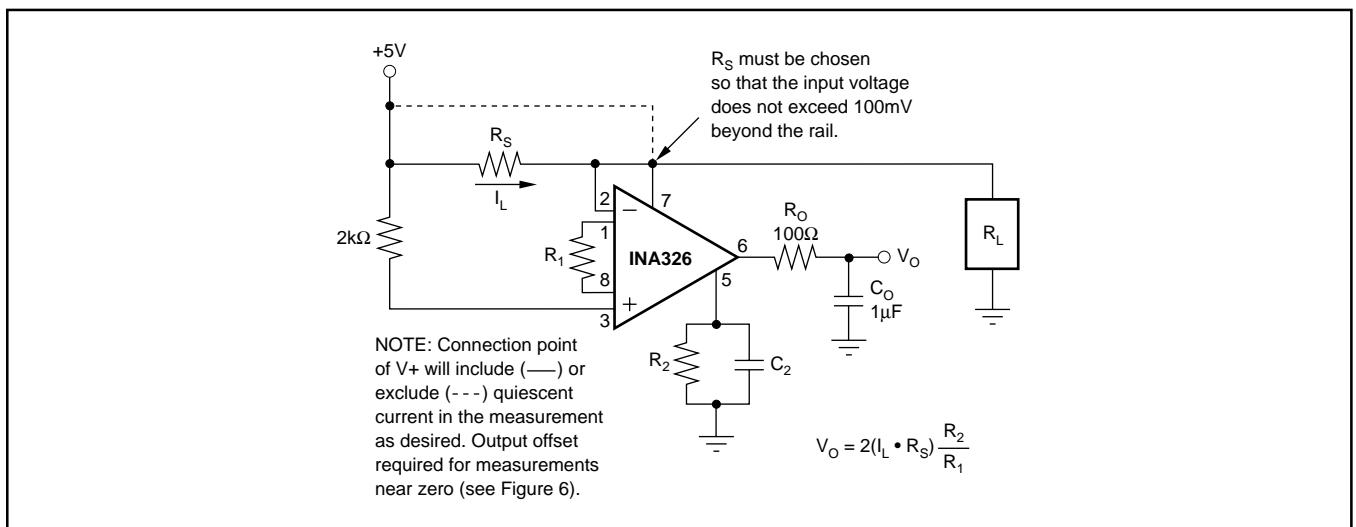 +5V
R_S must be chosen
so that the input voltage
does not exceed 100mV
beyond the rail.
R_S
I_L
2
7
2kΩ
1
R_1
INA326
8
6
R_O
100Ω
V_O
R_L
5
3
C_O
1µF
R_2
C_2
NOTE: Connection point
of V+ will include (——) or
exclude (- - -) quiescent
current in the measurement
as desired. Output offset
required for measurements
near zero (see Figure 6).
V_O = 2(I_L • R_S) R_2/R_1